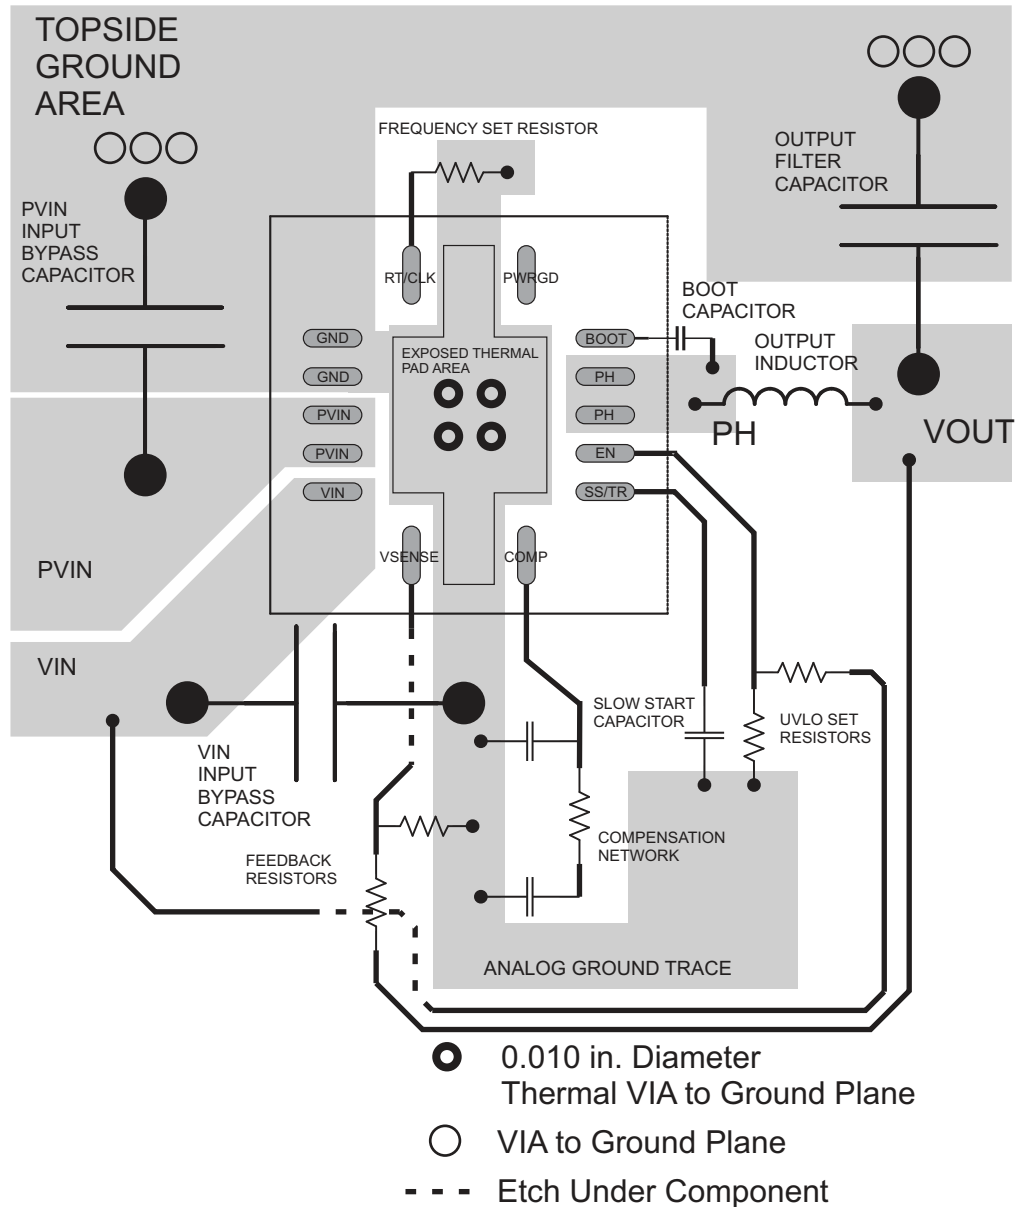 TOPSIDE
GROUND
AREA
FREQUENCY SET RESISTOR
OUTPUT
FILTER
CAPACITOR
PVIN
INPUT
BYPASS
CAPACITOR
RT/CLK
PWRGD
BOOT
CAPACITOR
OUTPUT
INDUCTOR
GND
GND
PVIN
PVIN
VIN
EXPOSED THERMAL
PAD AREA
BOOT
PH
PH
EN
SS/TR
PH
VOUT
VSENSE
COMP
PVIN
VIN
VIN
INPUT
BYPASS
CAPACITOR
SLOW START
CAPACITOR
UVLO SET
RESISTORS
COMPENSATION
NETWORK
FEEDBACK
RESISTORS
ANALOG GROUND TRACE
0.010 in. Diameter
Thermal VIA to Ground Plane
VIA to Ground Plane
Etch Under Component